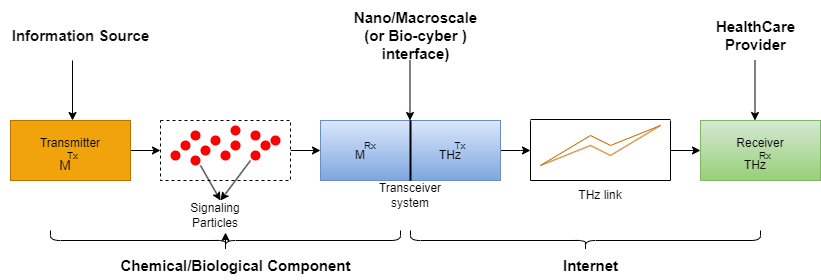 Information Source
Nano/Macroscale
(or Bio-cyber )
interface)
HealthCare
Provider
Transmitter
M^Tx
M^Rx
THz^Tx
Receiver
THz^Rx
Signaling
Particles
Transceiver
system
THz link
Chemical/Biological Component
Internet